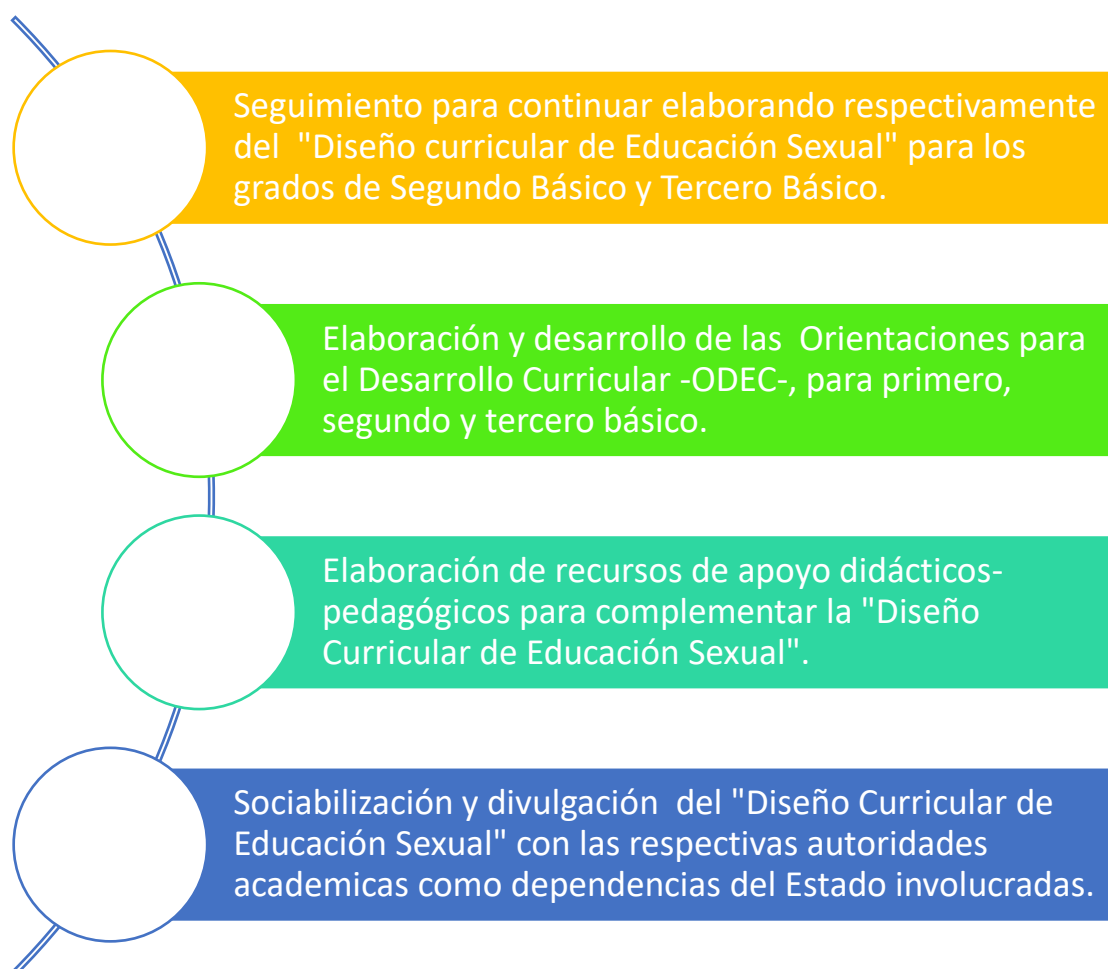 Seguimiento para continuar elaborando respectivamente
del "Diseño curricular de Educación Sexual" para los
grados de Segundo Básico y Tercero Básico.
Elaboración y desarrollo de las Orientaciones para
el Desarrollo Curricular -ODEC-, para primero,
segundo y tercero básico.
Elaboración de recursos de apoyo didácticos-
pedagógicos para complementar la "Diseño
Curricular de Educación Sexual".
Sociabilización y divulgación del "Diseño Curricular de
Educación Sexual" con las respectivas autoridades
academicas como dependencias del Estado involucradas.